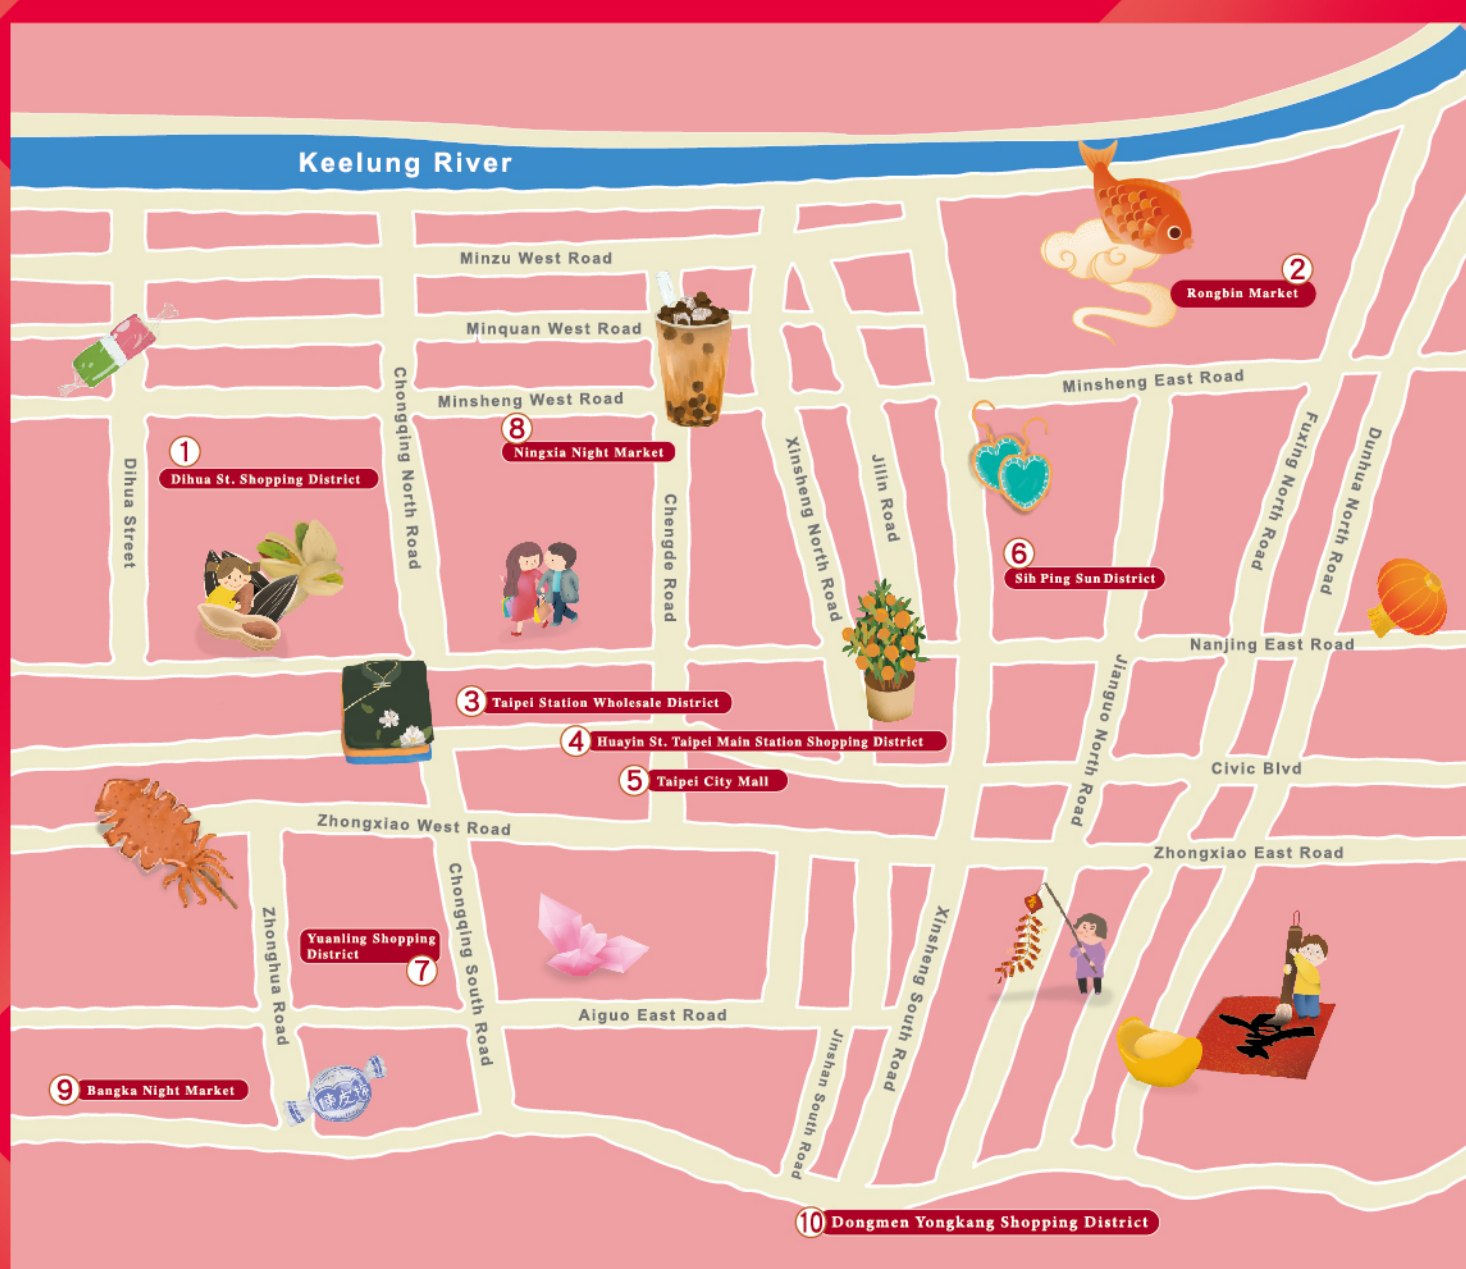 Keelung River
Minzu West Road
2
Rongbin Market
Minquan West Road
Minsheng East Road
Minsheng West Road
Chongqing North Road
8
Ningxia Night Market
1
Dihua St. Shopping District
Dihua Street
Chengde Road
Xinsheng North Road
Jilin Road
Fuxing North Road
Dunhua North Road
6
Sih Ping Sun District
Nanjing East Road
Jianguo North Road
3
Taipei Station Wholesale District
4
Huayin St. Taipei Main Station Shopping District
5
Taipei City Mall
Civic Blvd
Zhongxiao West Road
Zhongxiao East Road
Chongqing South Road
Zhonghua Road
Yuanling Shopping
District
7
Xinsheng South Road
Aiguo East Road
Jinshan South Road
9
Bangka Night Market
陳皮梅
10
Dongmen Yongkang Shopping District